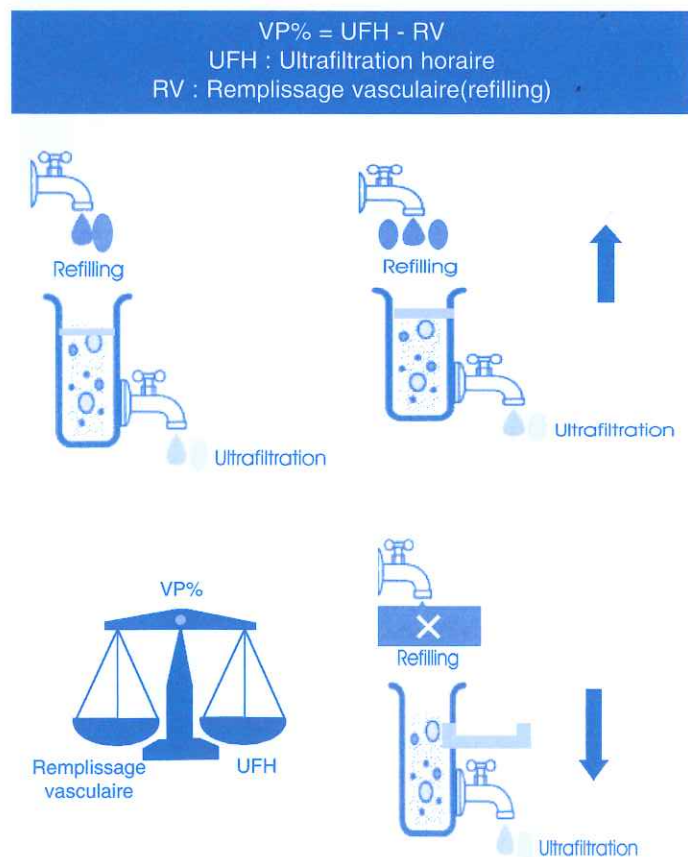 VP% = UFH - RV
UFH : Ultrafiltration horaire
RV : Remplissage vasculaire(refilling)
Refilling
Ultrafiltration
Refilling
Ultrafiltration
VP%
Remplissage
vasculaire
UFH
Refilling
Ultrafiltration